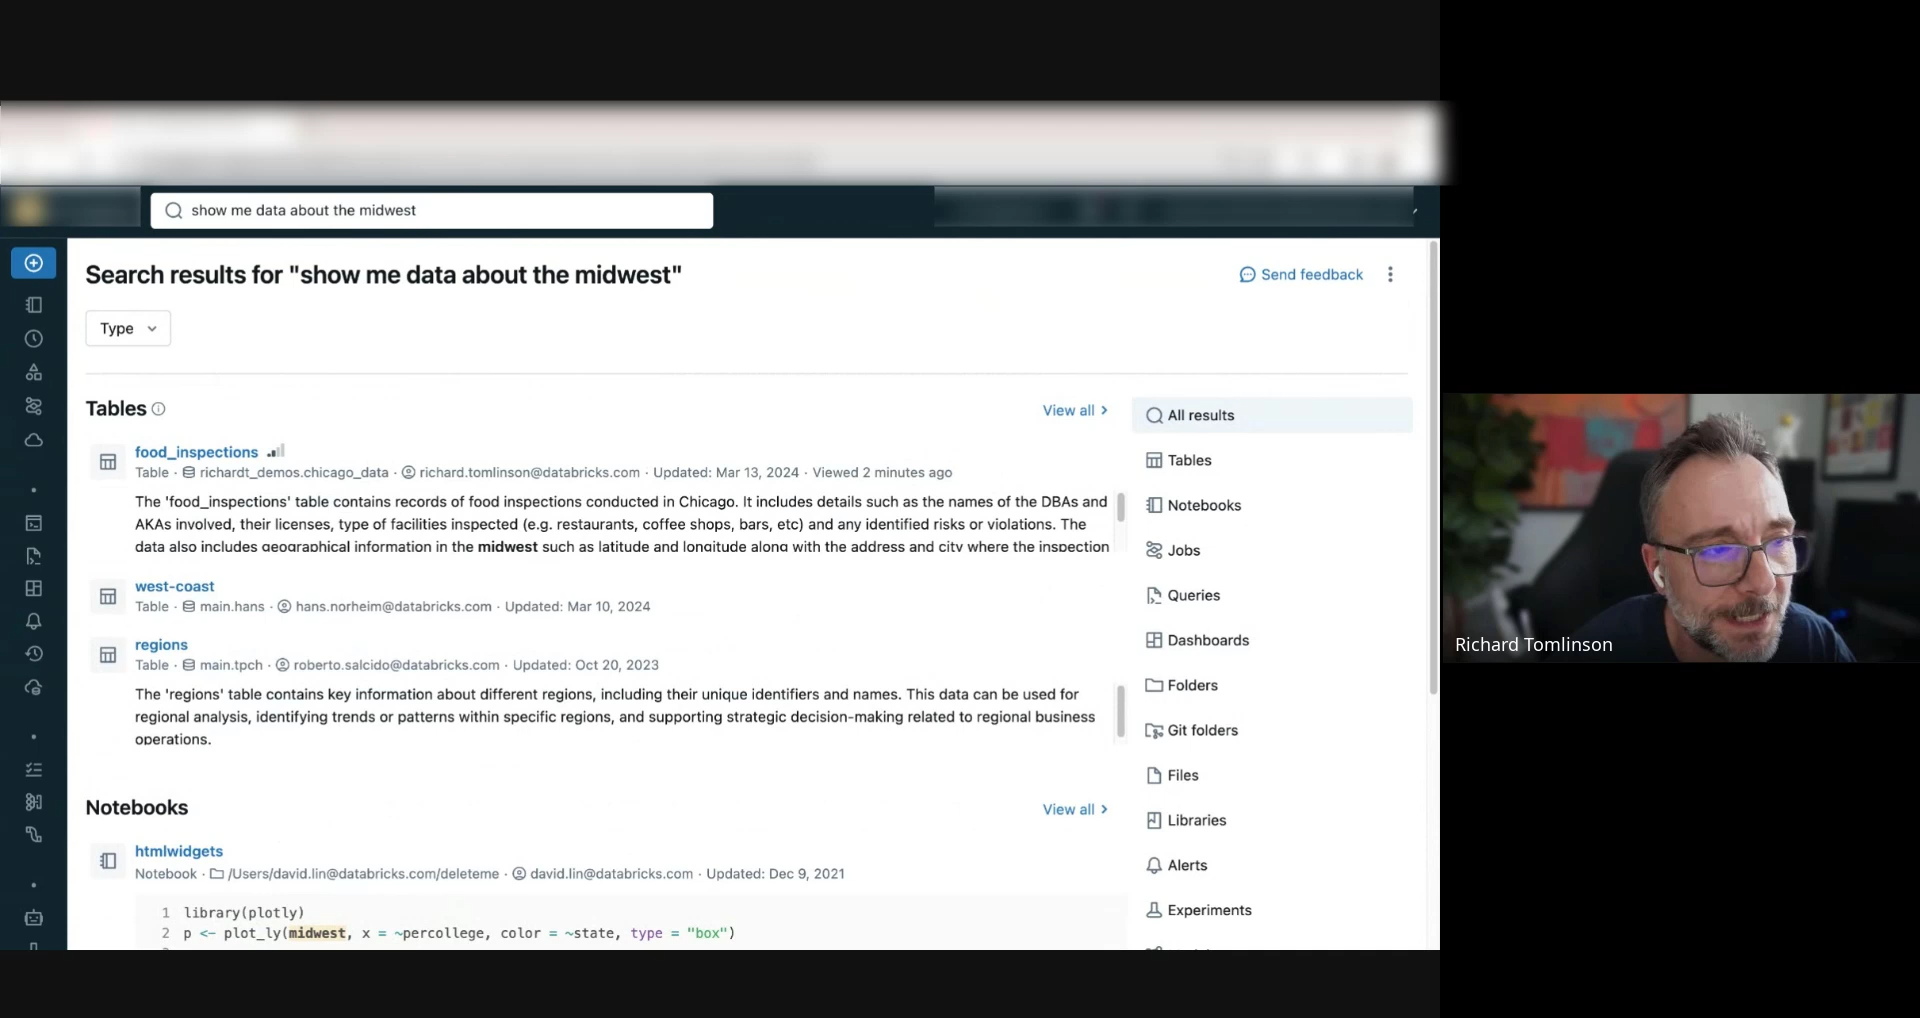 show me data about the midwest
Search results for "show me data about the midwest"
Send feedback
Type
Tables
View all
food_inspections
Table · richardt_demos.chicago_data · richard.tomlinson@databricks.com · Updated: Mar 13, 2024 · Viewed 2 minutes ago
The 'food_inspections' table contains records of food inspections conducted in Chicago. It includes details such as the names of the DBAs and
AKAs involved, their licenses, type of facilities inspected (e.g. restaurants, coffee shops, bars, etc) and any identified risks or violations. The
data also includes geographical information in the midwest such as latitude and longitude along with the address and city where the inspection
west-coast
Table · main.hans · hans.norheim@databricks.com · Updated: Mar 10, 2024
regions
Table · main.tpch · roberto.salcido@databricks.com · Updated: Oct 20, 2023
The 'regions' table contains key information about different regions, including their unique identifiers and names. This data can be used for
regional analysis, identifying trends or patterns within specific regions, and supporting strategic decision-making related to regional business
operations.
Notebooks
View all
htmlwidgets
Notebook · /Users/david.lin@databricks.com/deleteme · david.lin@databricks.com · Updated: Dec 9, 2021
1 library(plotly)
2 p <- plot_ly(midwest, x = ~percollege, color = ~state, type = "box")
All results
Tables
Notebooks
Jobs
Queries
Dashboards
Folders
Git folders
Files
Libraries
Alerts
Experiments
Richard Tomlinson